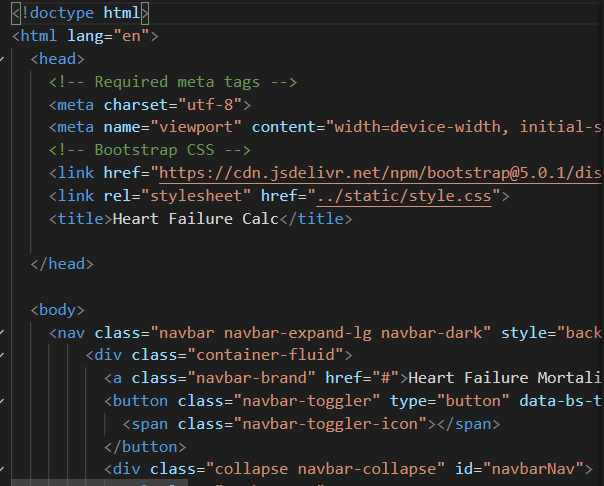 <!doctype html>
<html lang="en">
<head>
<!-- Required meta tags -->
<meta charset="utf-8">
<meta name="viewport" content="width=device-width, initial-s
<!-- Bootstrap CSS -->
<link href="https://cdn.jsdelivr.net/npm/bootstrap@5.0.1/dis
<link rel="stylesheet" href="../static/style.css">
<title>Heart Failure Calc</title>
</head>
<body>
<nav class="navbar navbar-expand-lg navbar-dark" style="back
<div class="container-fluid">
<a class="navbar-brand" href="#">Heart Failure Mortali
<button class="navbar-toggler" type="button" data-bs-t
<span class="navbar-toggler-icon"></span>
</button>
<div class="collapse navbar-collapse" id="navbarNav">